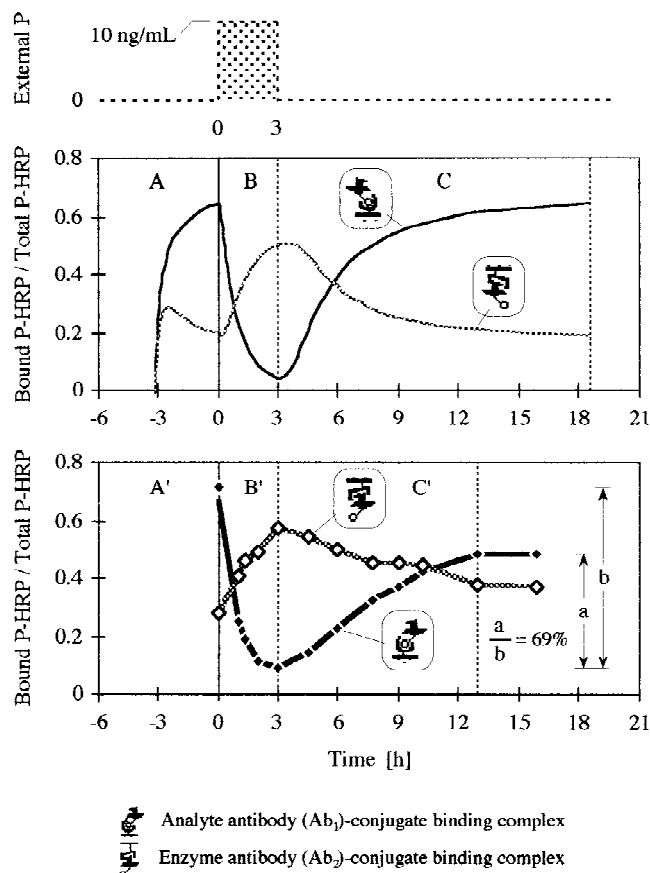 External P
10 ng/mL
0
0 3
Bound P-HRP / Total P-HRP
0.8
0.6
0.4
0.2
0
A B C
-6 -3 0 3 6 9 12 15 18 21
Bound P-HRP / Total P-HRP
0.8
0.6
0.4
0.2
0
A' B' C'
a
b
a
b = 69%
-6 -3 0 3 6 9 12 15 18 21
Time [h]
Analyte antibody (Ab1)-conjugate binding complex
Enzyme antibody (Ab2)-conjugate binding complex